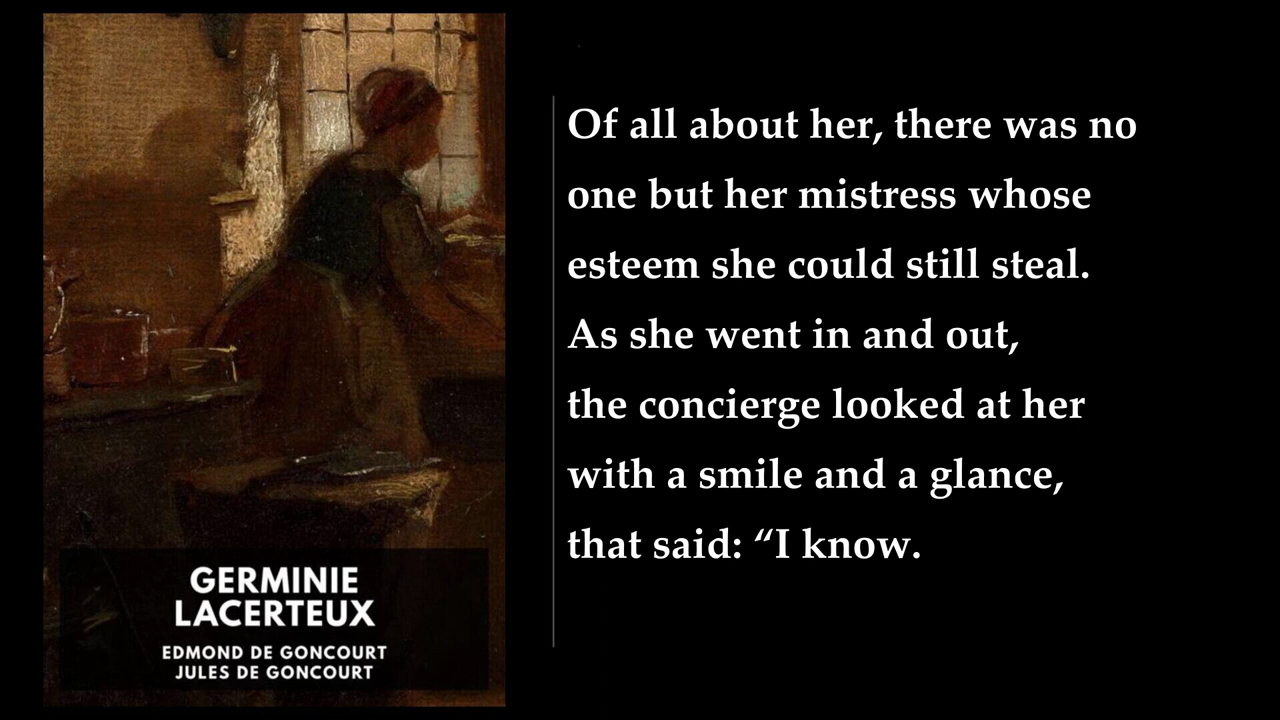 GERMINIE
LACERTEUX
EDMOND DE GONCOURT
JULES DE GONCOURT
Of all about her, there was no
one but her mistress whose
esteem she could still steal.
As she went in and out,
the concierge looked at her
with a smile and a glance,
that said: “I know.